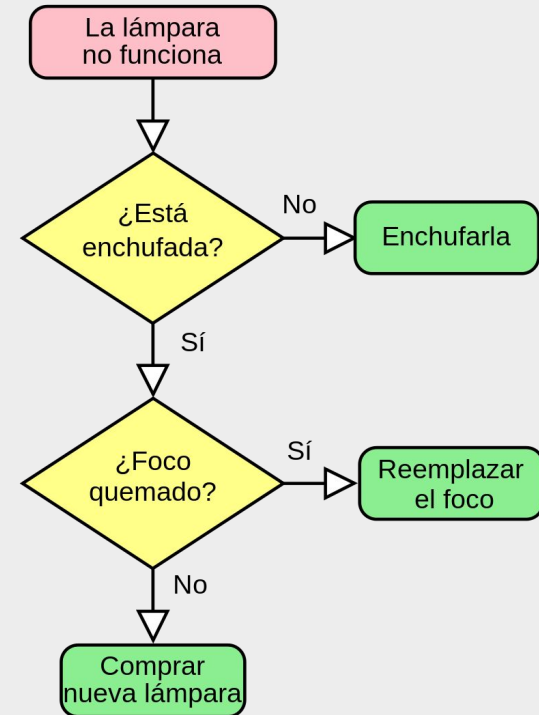 La lámpara
no funciona
¿Está
enchufada?
No
Enchufarla
Sí
¿Foco
quemado?
Sí
Reemplazar
el foco
No
Comprar
nueva lámpara